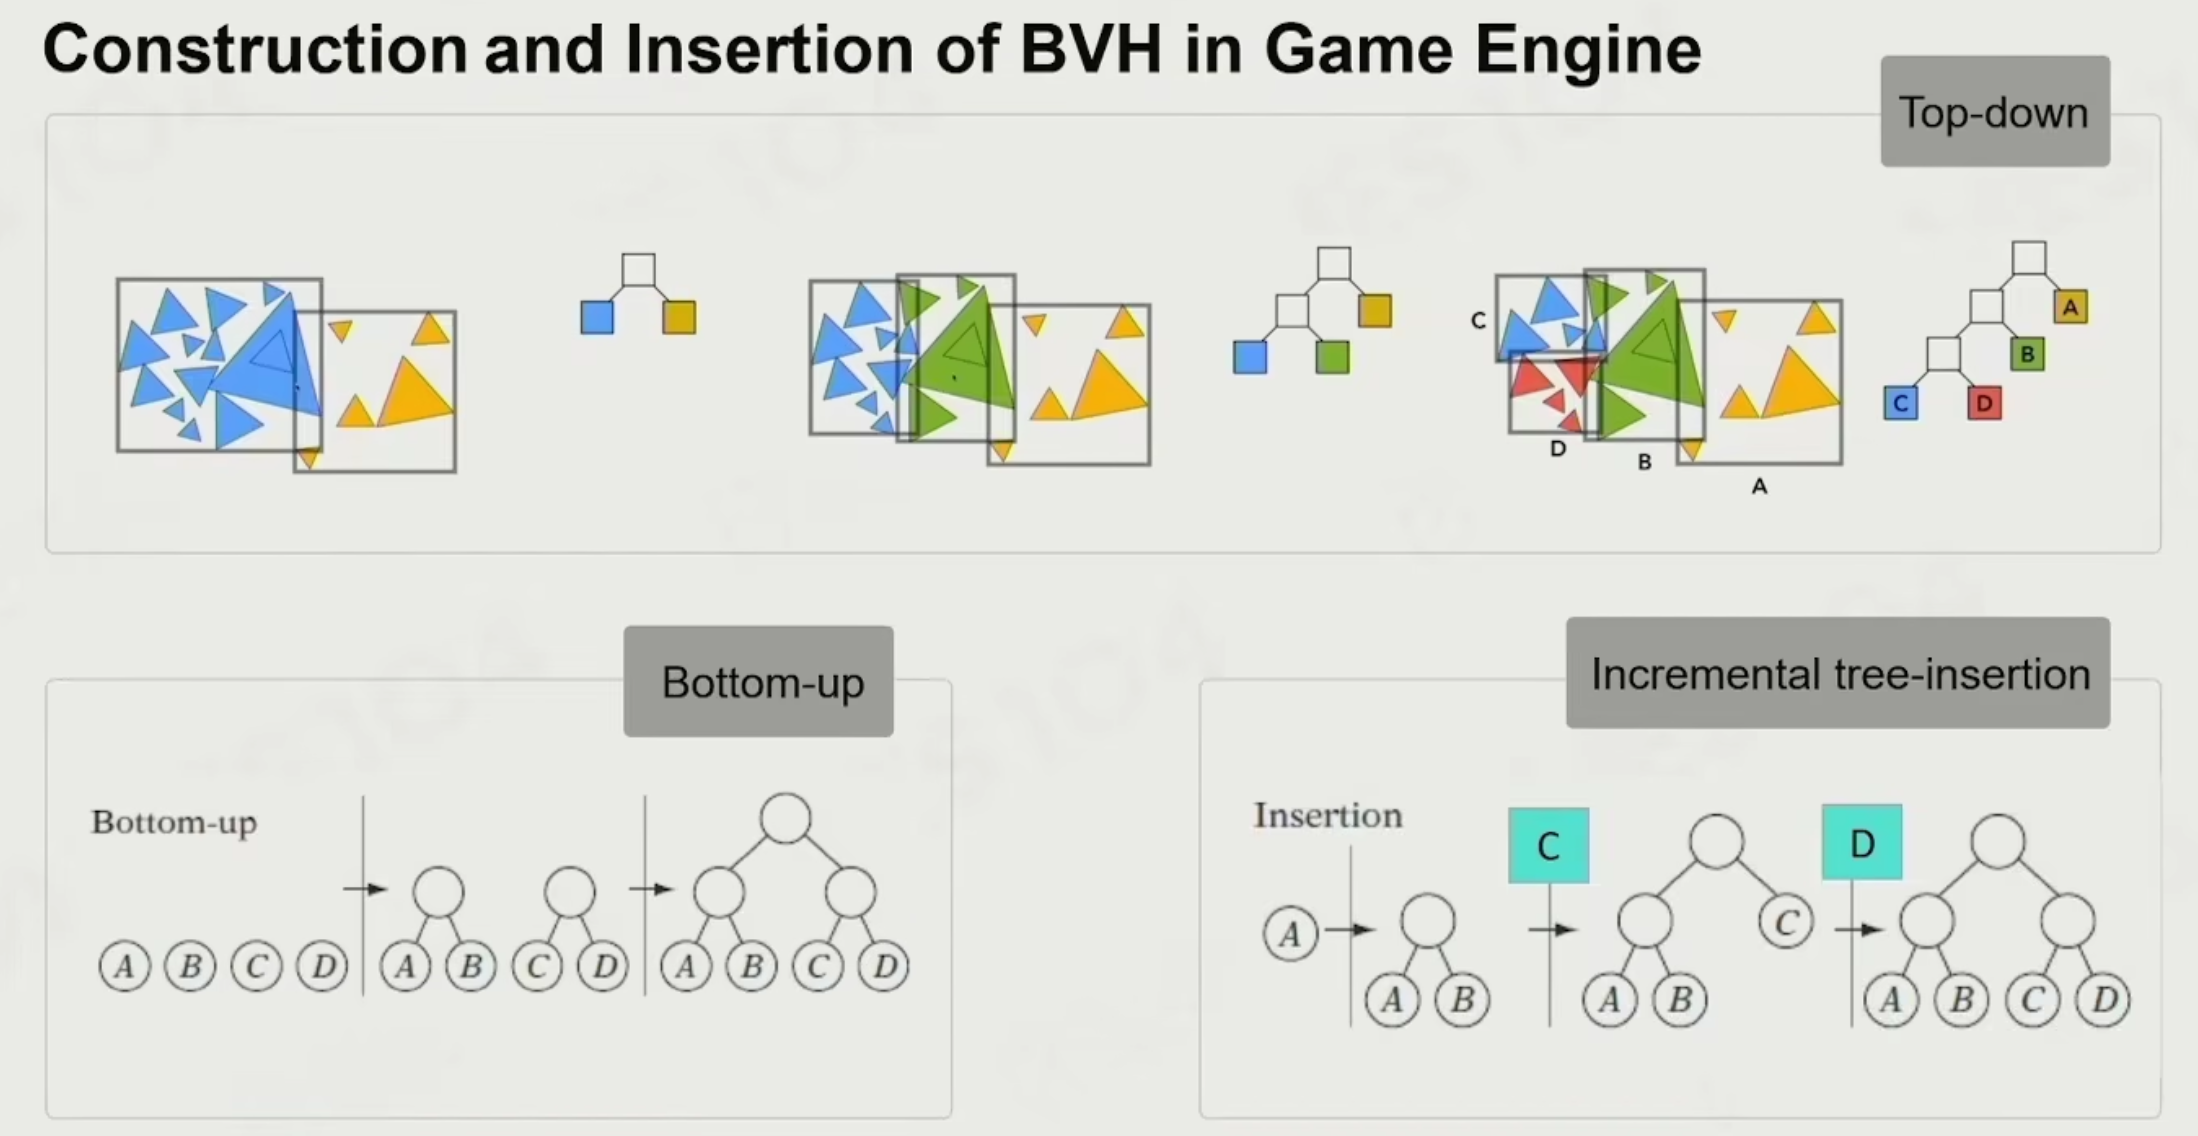 Construction and Insertion of BVH in Game Engine
Top-down
C
D
B
A
A
B
C
D
Bottom-up
Bottom-up
A B C D
A B C D
A B C D
Incremental tree-insertion
Insertion
A
A B
C
C
A B
D
A B C D